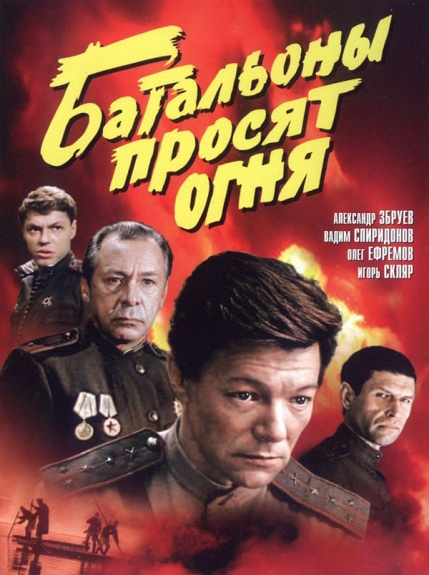 Батальоны
просят
огня
АЛЕКСАНДР ЗБРУЕВ
ВАДИМ СПИРИДОНОВ
ОЛЕГ ЕФРЕМОВ
ИГОРЬ СКЛЯР